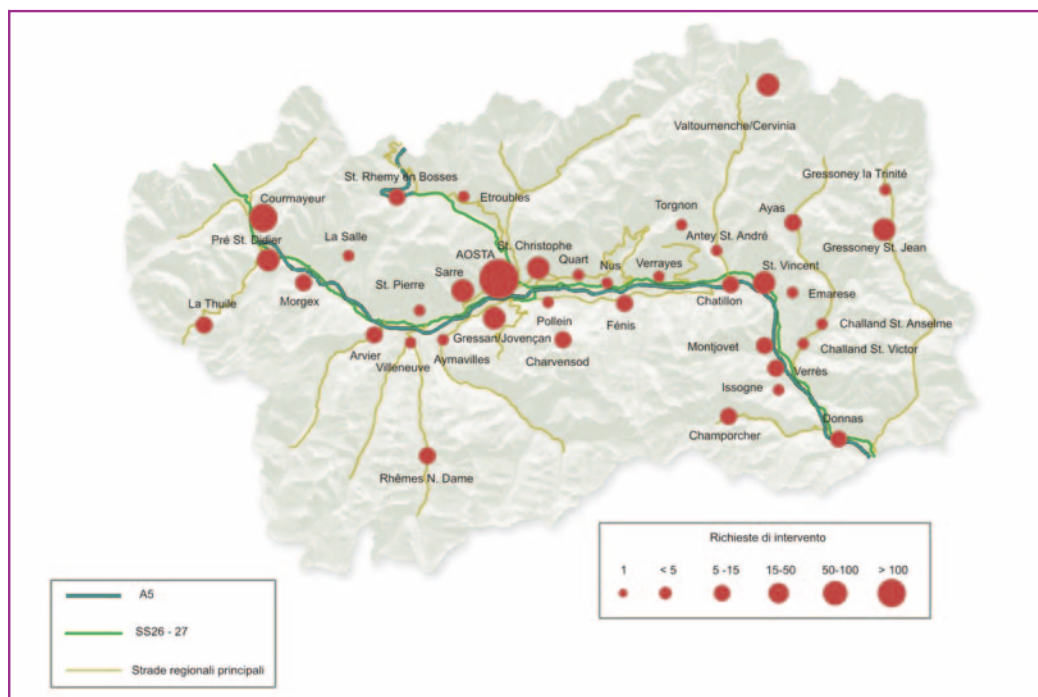 Valtournenche/Cervinia
St. Rhemy en Bosses
Gressoney la Trinité
Etroubles
Courmayeur
Torgnon
Ayas
La Salle
St. Christophe
Antey St. André
Gressoney St. Jean
Pré St. Didier
AOSTA
Quart
Nus
Verrayes
St. Vincent
Sarre
La Thuile
Morgex
St. Pierre
Chatillon
Emarese
Pollein
Fénis
Challand St. Anselme
Gressan/Jovençan
Arvier
Villeneuve
Aymavilles
Charvensod
Montjovet
Challand St. Victor
Verrès
Issogne
Donnas
Champorcher
Rhêmes N. Dame
Richieste di intervento
1 < 5 5 -15 15-50 50-100 > 100
A5
SS26 - 27
Strade regionali principali